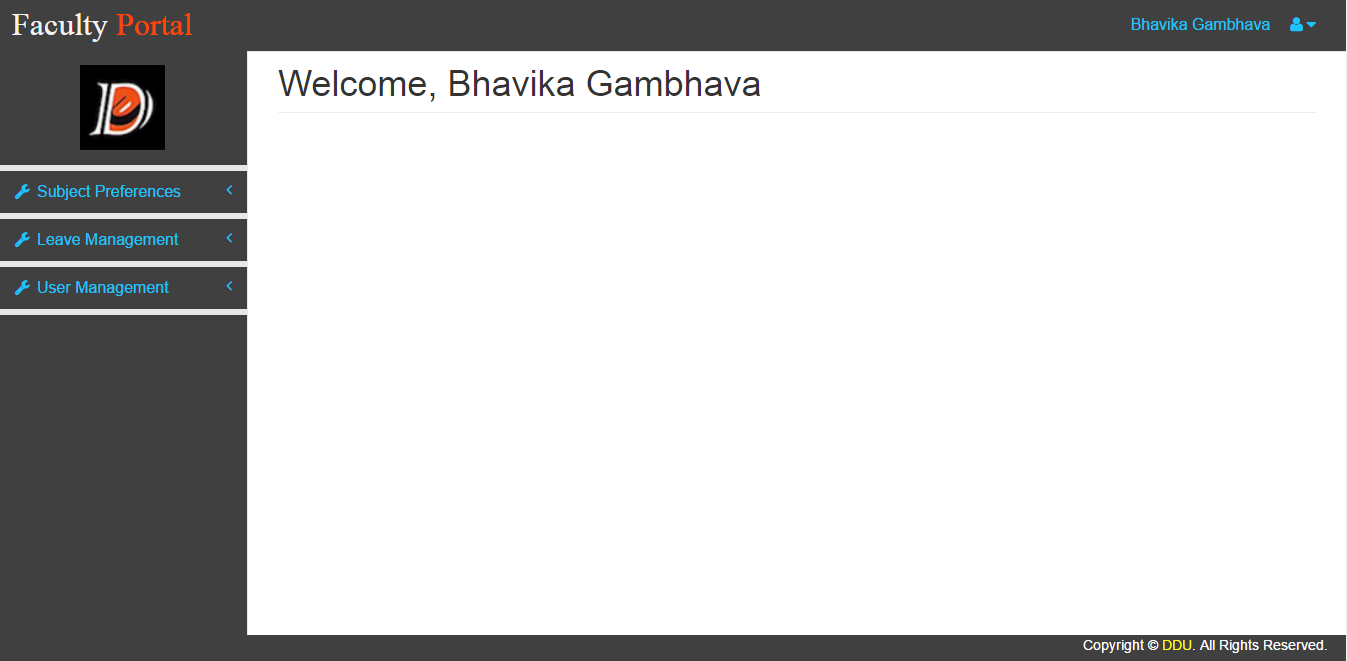 Faculty Portal
Bhavika Gambhava
Welcome, Bhavika Gambhava
Subject Preferences
Leave Management
User Management
Copyright © DDU. All Rights Reserved.